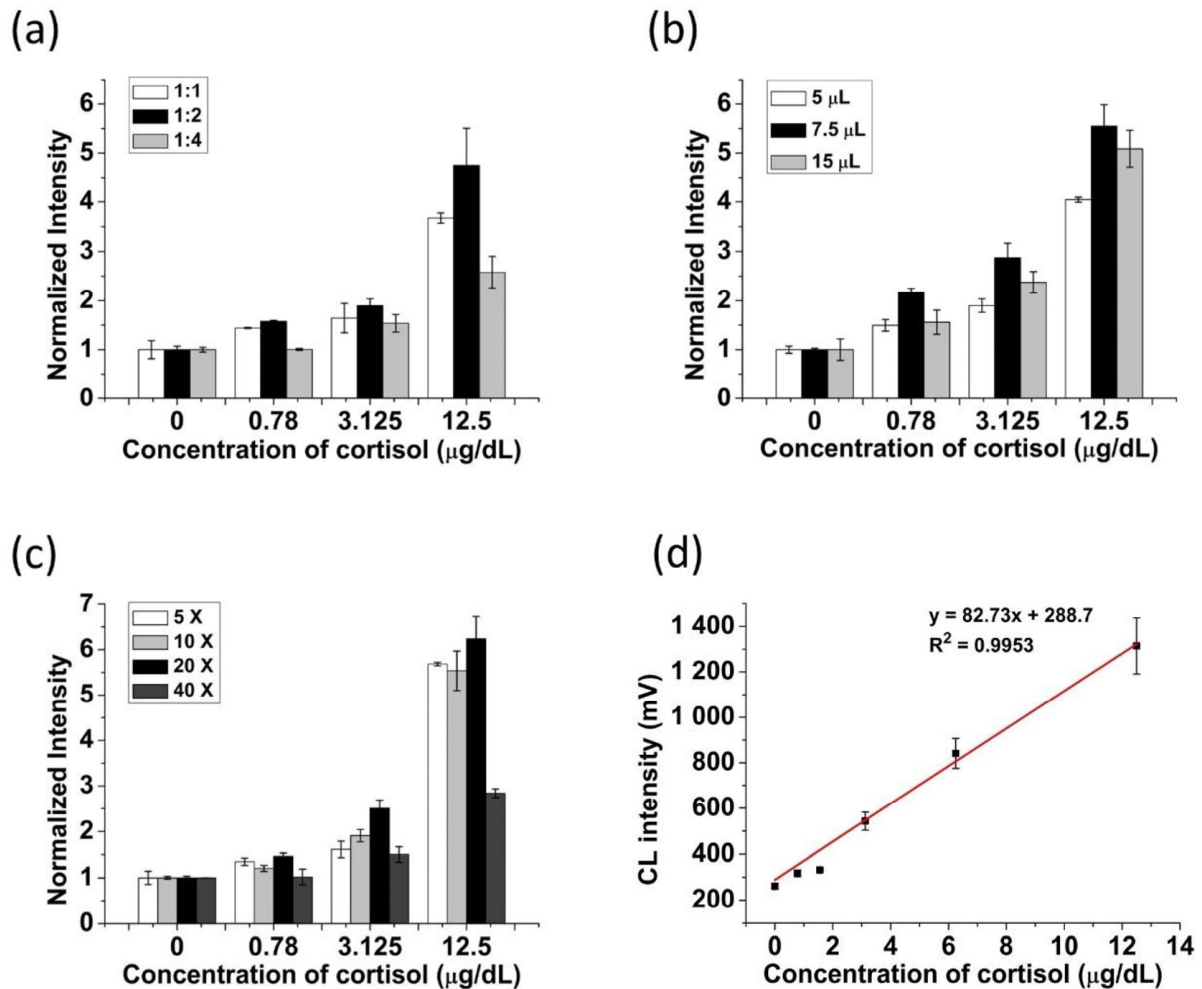 (a)
1:1
1:2
1:4
Normalized Intensity
6
5
4
3
2
1
0
0 0.78 3.125 12.5
Concentration of cortisol (μg/dL)
(b)
5 μL
7.5 μL
15 μL
Normalized Intensity
6
5
4
3
2
1
0
0 0.78 3.125 12.5
Concentration of cortisol (μg/dL)
(c)
5 X
10 X
20 X
40 X
Normalized Intensity
7
6
5
4
3
2
1
0
0 0.78 3.125 12.5
Concentration of cortisol (μg/dL)
(d)
y = 82.73x + 288.7
R² = 0.9953
CL intensity (mV)
1 400
1 200
1 000
800
600
400
200
0 2 4 6 8 10 12 14
Concentration of cortisol (μg/dL)